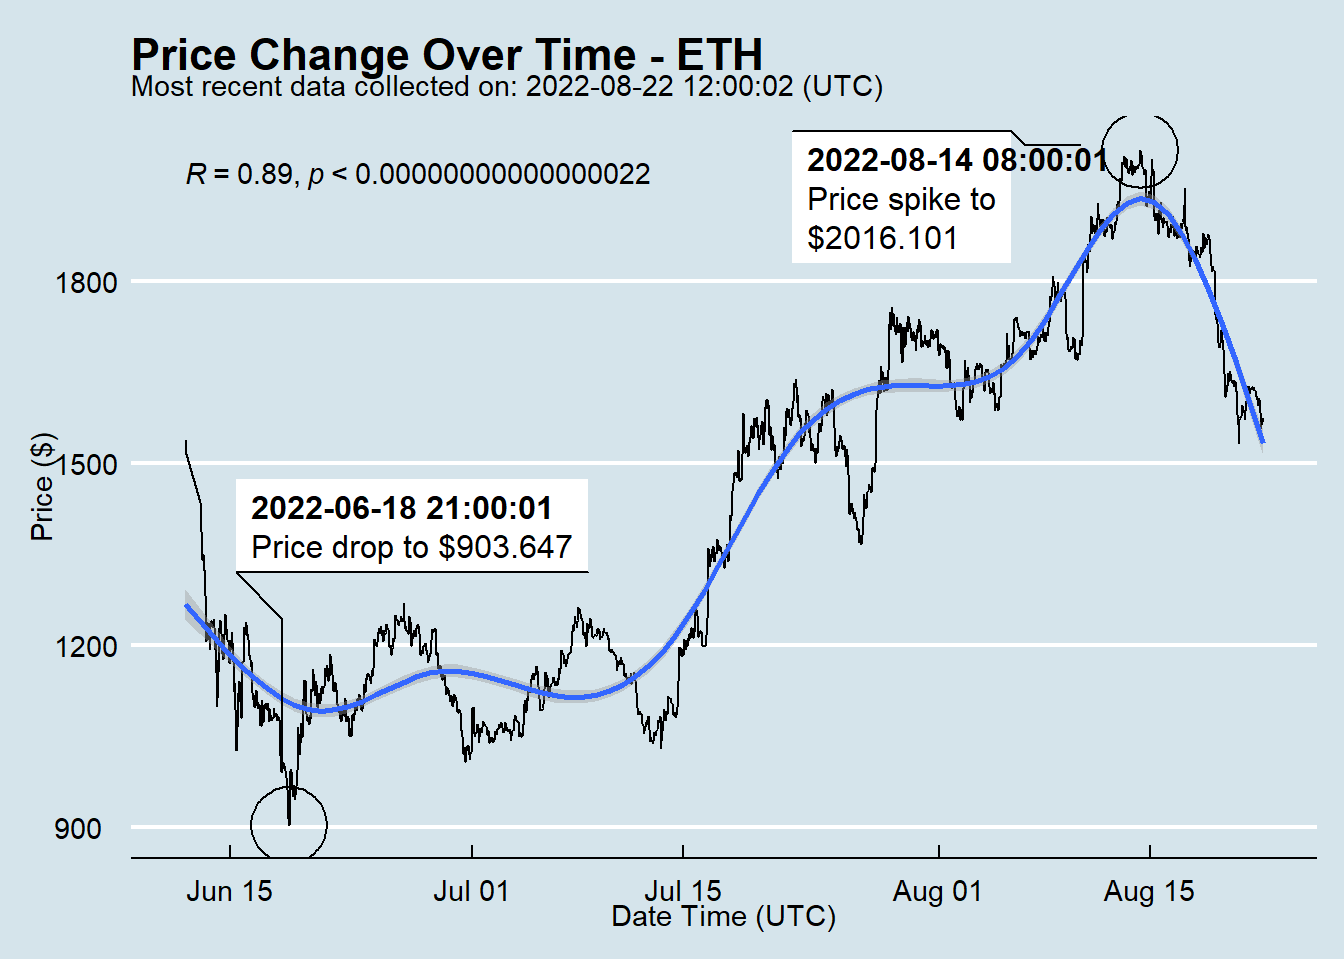 Price Change Over Time - ETH
Most recent data collected on: 2022-08-22 12:00:02 (UTC)
R = 0.89, p < 0.00000000000000022
2022-08-14 08:00:01
Price spike to
$2016.101
1800
1500
1200
900
Price ($)
2022-06-18 21:00:01
Price drop to $903.647
Jun 15
Jul 01
Jul 15
Aug 01
Aug 15
Date Time (UTC)